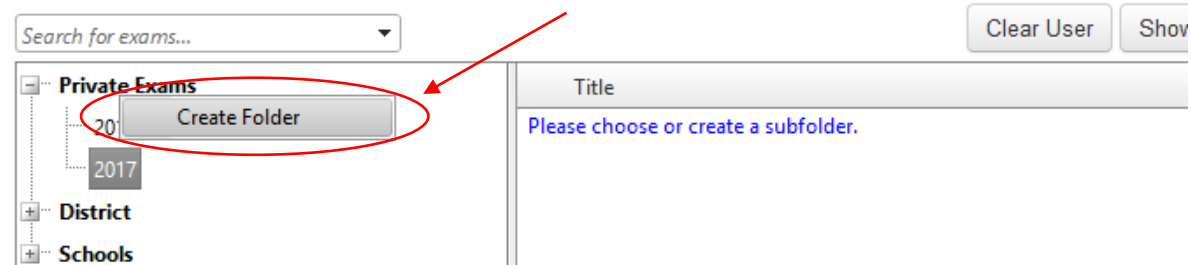 Search for exams...
Clear User
Show
Private Exams
Title
Create Folder
20
Please choose or create a subfolder.
2017
District
Schools